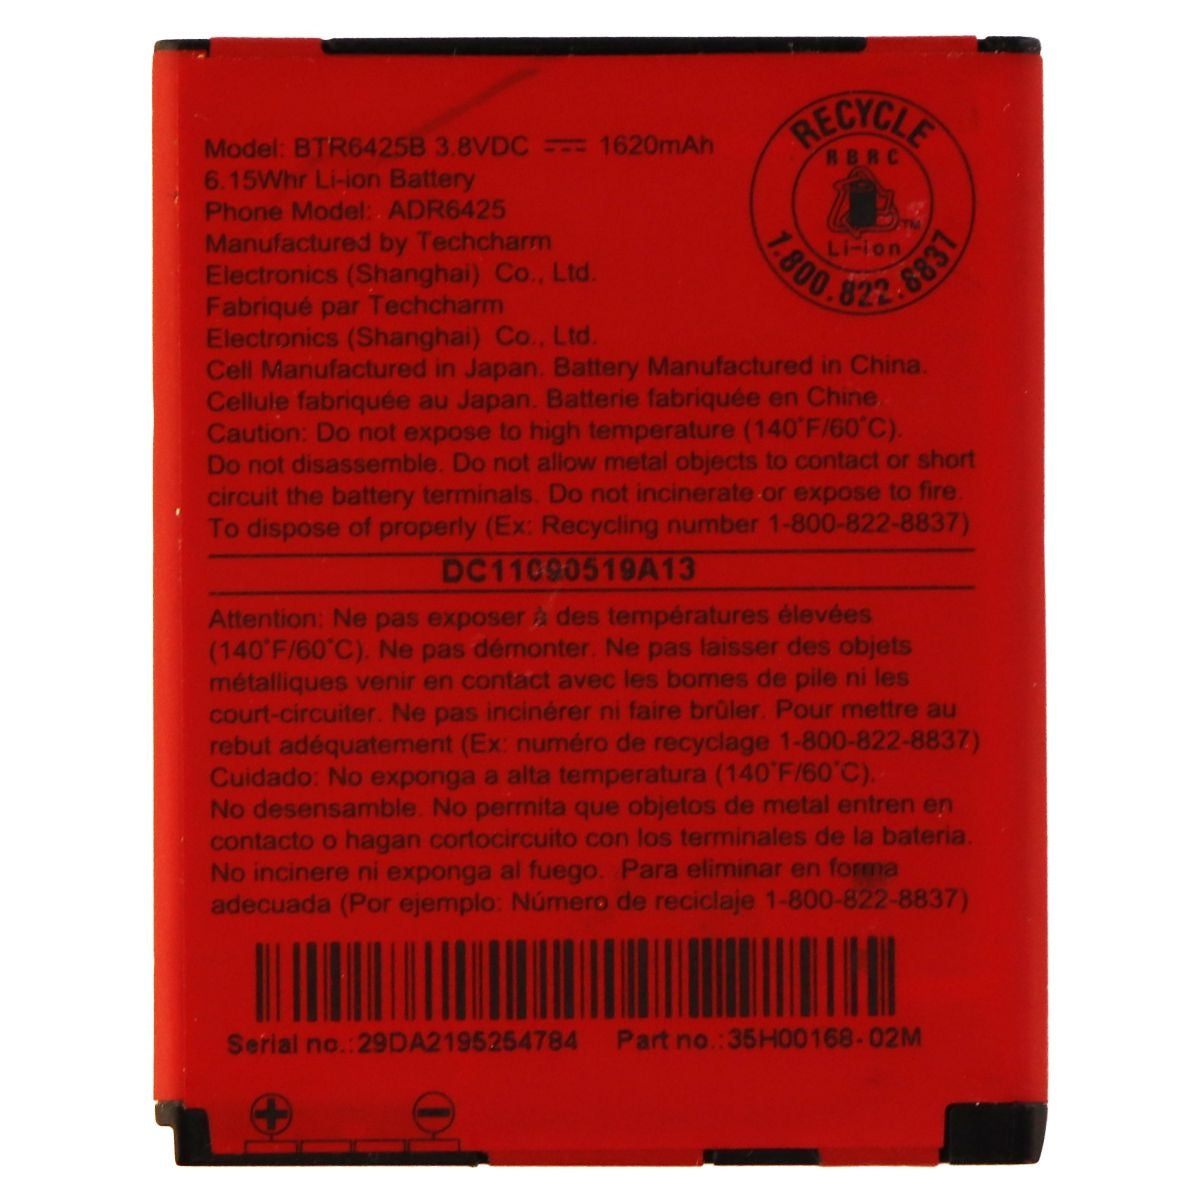 RECYCLE
RBRC
TM
Li-ion
1.800.822.8837
Model: BTR6425B 3.8VDC 1620mAh
6.15Whr Li-ion Battery
Phone Model: ADR6425
Manufactured by Techcharm
Electronics (Shanghai) Co., Ltd.
Fabriqué par Techcharm
Electronics (Shanghai) Co., Ltd.
Cell Manufactured in Japan. Battery Manufactured in China.
Cellule fabriquée au Japan. Batterie fabriquée en Chine.
Caution: Do not expose to high temperature (140°F/60°C).
Do not disassemble. Do not allow metal objects to contact or short
circuit the battery terminals. Do not incinerate or expose to fire.
To dispose of properly (Ex: Recycling number 1-800-822-8837)
DC11090519A13
Attention: Ne pas exposer à des températures élevées
(140°F/60°C). Ne pas démonter. Ne pas laisser des objets
métalliques venir en contact avec les bornes de pile ni les
court-circuiter. Ne pas incinérer ni faire brûler. Pour mettre au
rebut adéquatement (Ex: numéro de recyclage 1-800-822-8837.)
Cuidado: No exponga a alta temperatura (140°F/60°C).
No desensamble. No permita que objetos de metal entren en
contacto o hagan cortocircuito con los terminales de la bateria.
No incinere ni exponga al fuego. Para eliminar en forma
adecuada (Por ejemplo: Número de reciclaje 1-800-822-8837)
Serial no.:29DA2195254784 Part no.:35H00168-02M
+ −